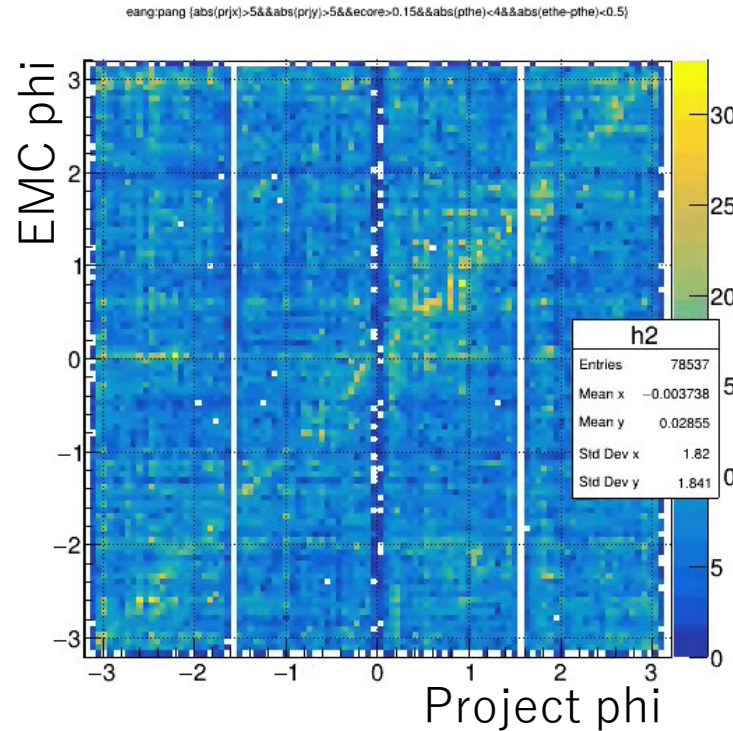 eang:pang {abs(prjx)>5&&abs(prjy)>5&&ecore>0.15&&abs(pthe)<4&&abs(ethe-pthe)<0.5}
EMC phi
3
2
1
0
−1
−2
−3
−3
−2
−1
0
1
2
3
Project phi
30
25
20
5
0
5
0
h2
Entries 78537
Mean x −0.003738
Mean y 0.02855
Std Dev x 1.82
Std Dev y 1.841